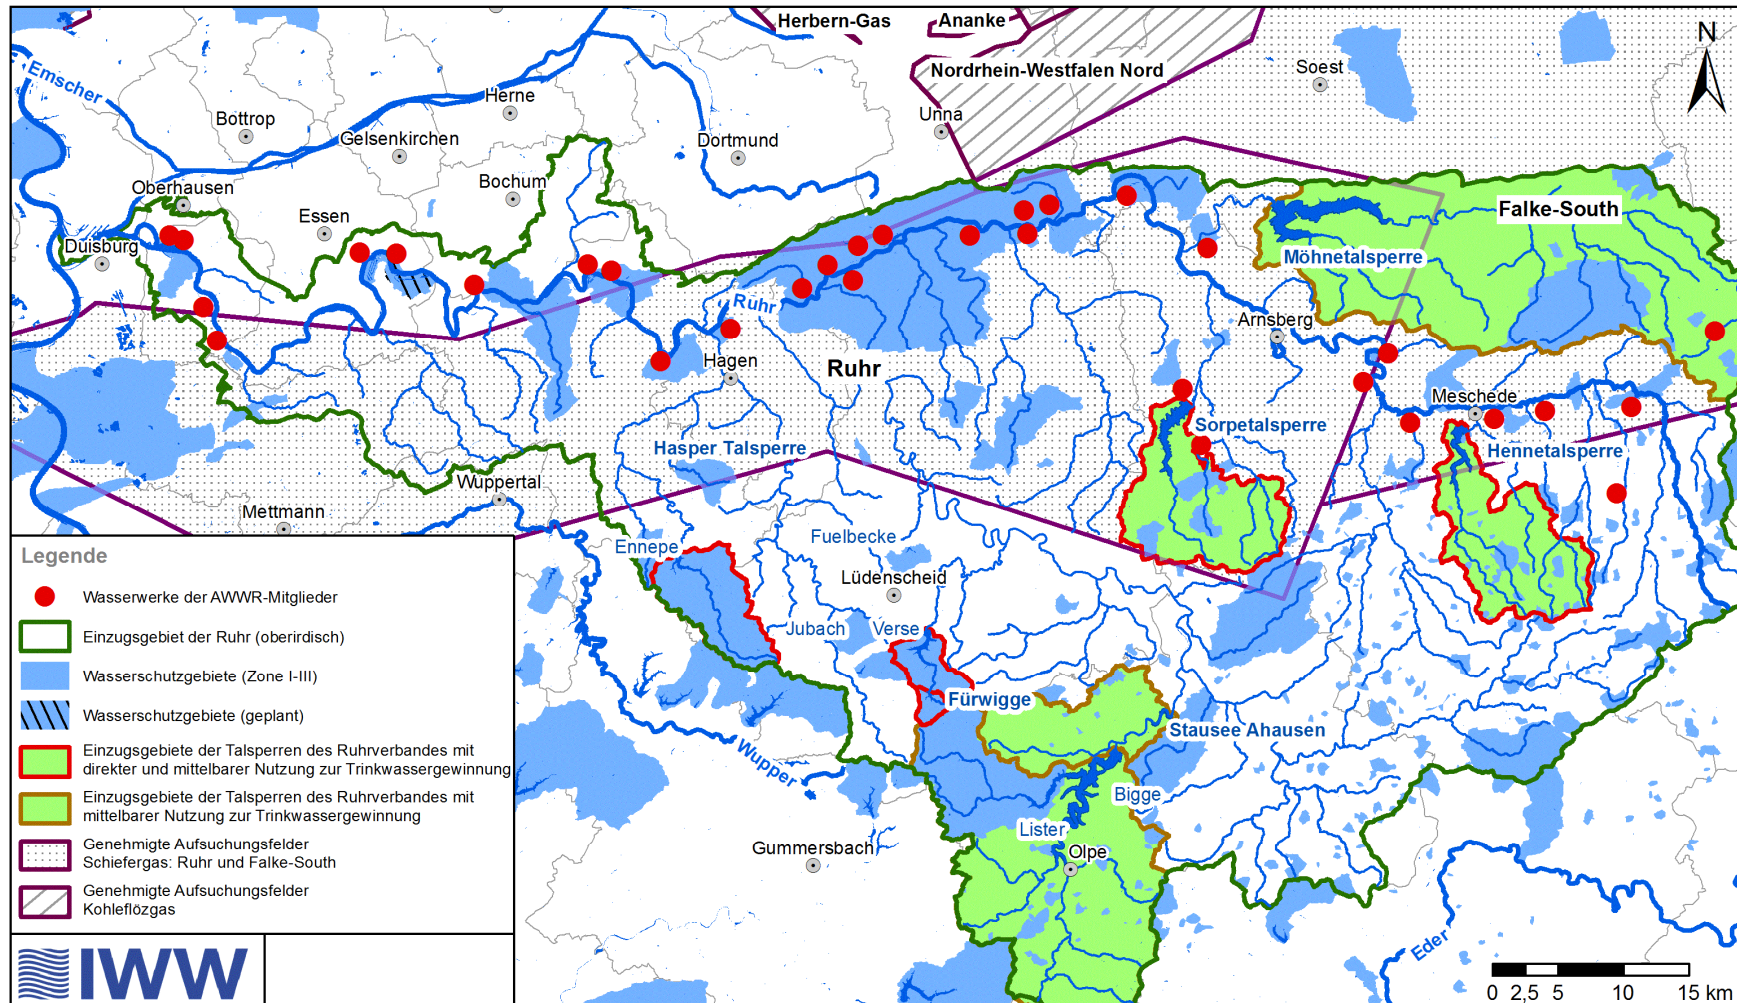 Herbern-Gas
Ananke
N
Nordrhein-Westfalen Nord
Soest
Emscher
Herne
Bottrop
Unna
Gelsenkirchen
Dortmund
Oberhausen
Bochum
Essen
Falke-South
Duisburg
Möhnetalsperre
Ruhr
Arnsberg
Hagen
Ruhr
Meschede
Sorpetalsperre
Hasper Talsperre
Hennetalsperre
Wuppertal
Mettmann
Fuelbecke
Ennepe
Lüdenscheid
Jubach
Verse
Fürwigge
Stausee Ahausen
Wupper
Bigge
Lister
Gummersbach
Olpe
Eder
Legende
Wasserwerke der AWWR-Mitglieder
Einzugsgebiet der Ruhr (oberirdisch)
Wasserschutzgebiete (Zone I-III)
Wasserschutzgebiete (geplant)
Einzugsgebiete der Talsperren des Ruhrverbandes mit
direkter und mittelbarer Nutzung zur Trinkwassergewinnung
Einzugsgebiete der Talsperren des Ruhrverbandes mit
mittelbarer Nutzung zur Trinkwassergewinnung
Genehmigte Aufsuchungsfelder
Schiefergas: Ruhr und Falke-South
Genehmigte Aufsuchungsfelder
Kohleflözgas
IWW
0 2,5 5 10 15 km